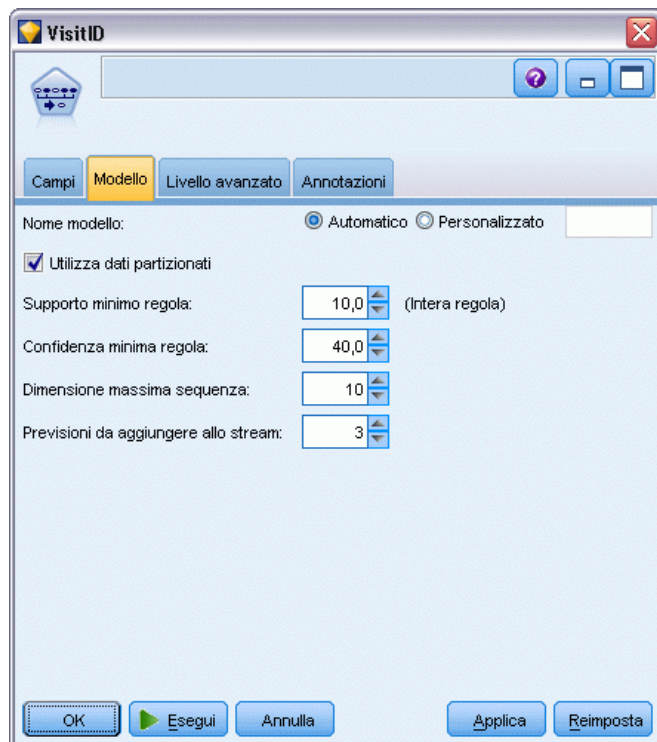 VisitID
Campi Modello Livello avanzato Annotazioni
Nome modello: Automatico Personalizzato
Utilizza dati partizionati
Supporto minimo regola: 10,0 (Intera regola)
Confidenza minima regola: 40,0
Dimensione massima sequenza: 10
Previsioni da aggiungere allo stream: 3
OK Esegui Annulla Applica Reimposta